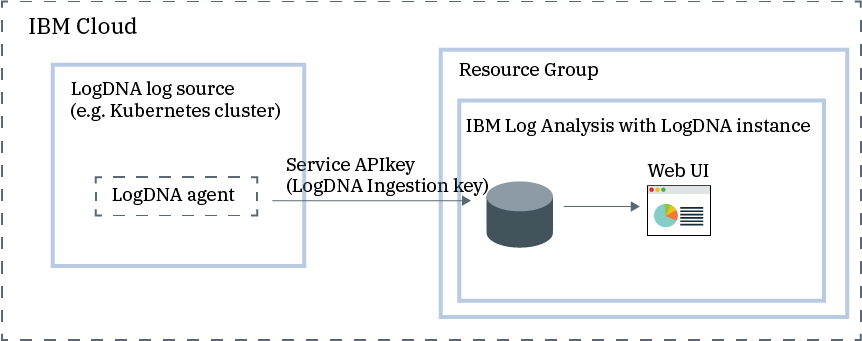 IBM Cloud
LogDNA log source
(e.g. Kubernetes cluster)
LogDNA agent
Service APIkey
(LogDNA Ingestion key)
Resource Group
IBM Log Analysis with LogDNA instance
Web UI